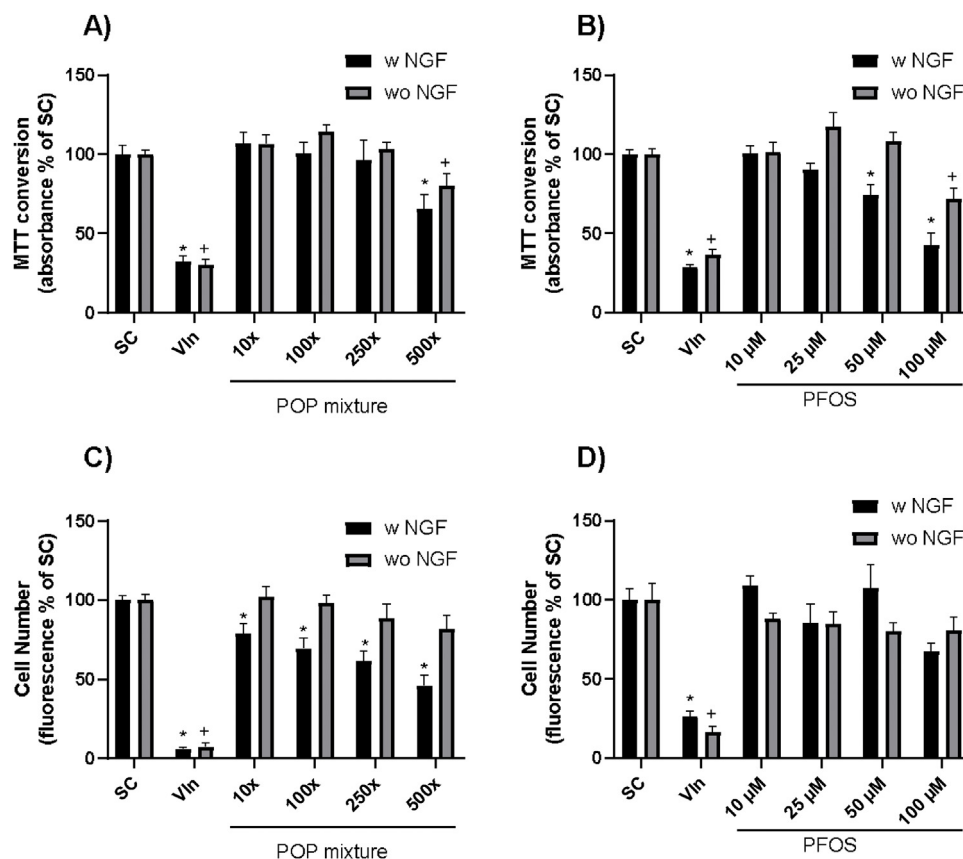 A)
w NGF
wo NGF
MTT conversion
(absorbance % of SC)
150
100
50
0
*
+
*
+
SC
VIn
10x
100x
250x
500x
POP mixture
B)
w NGF
wo NGF
MTT conversion
(absorbance % of SC)
150
100
50
0
*
+
*
*
+
SC
VIn
10 µM
25 µM
50 µM
100 µM
PFOS
C)
w NGF
wo NGF
Cell Number
(fluorescence % of SC)
150
100
50
0
*
+
*
*
*
*
SC
VIn
10x
100x
250x
500x
POP mixture
D)
w NGF
wo NGF
Cell Number
(fluorescence % of SC)
150
100
50
0
*
+
SC
VIn
10 µM
25 µM
50 µM
100 µM
PFOS